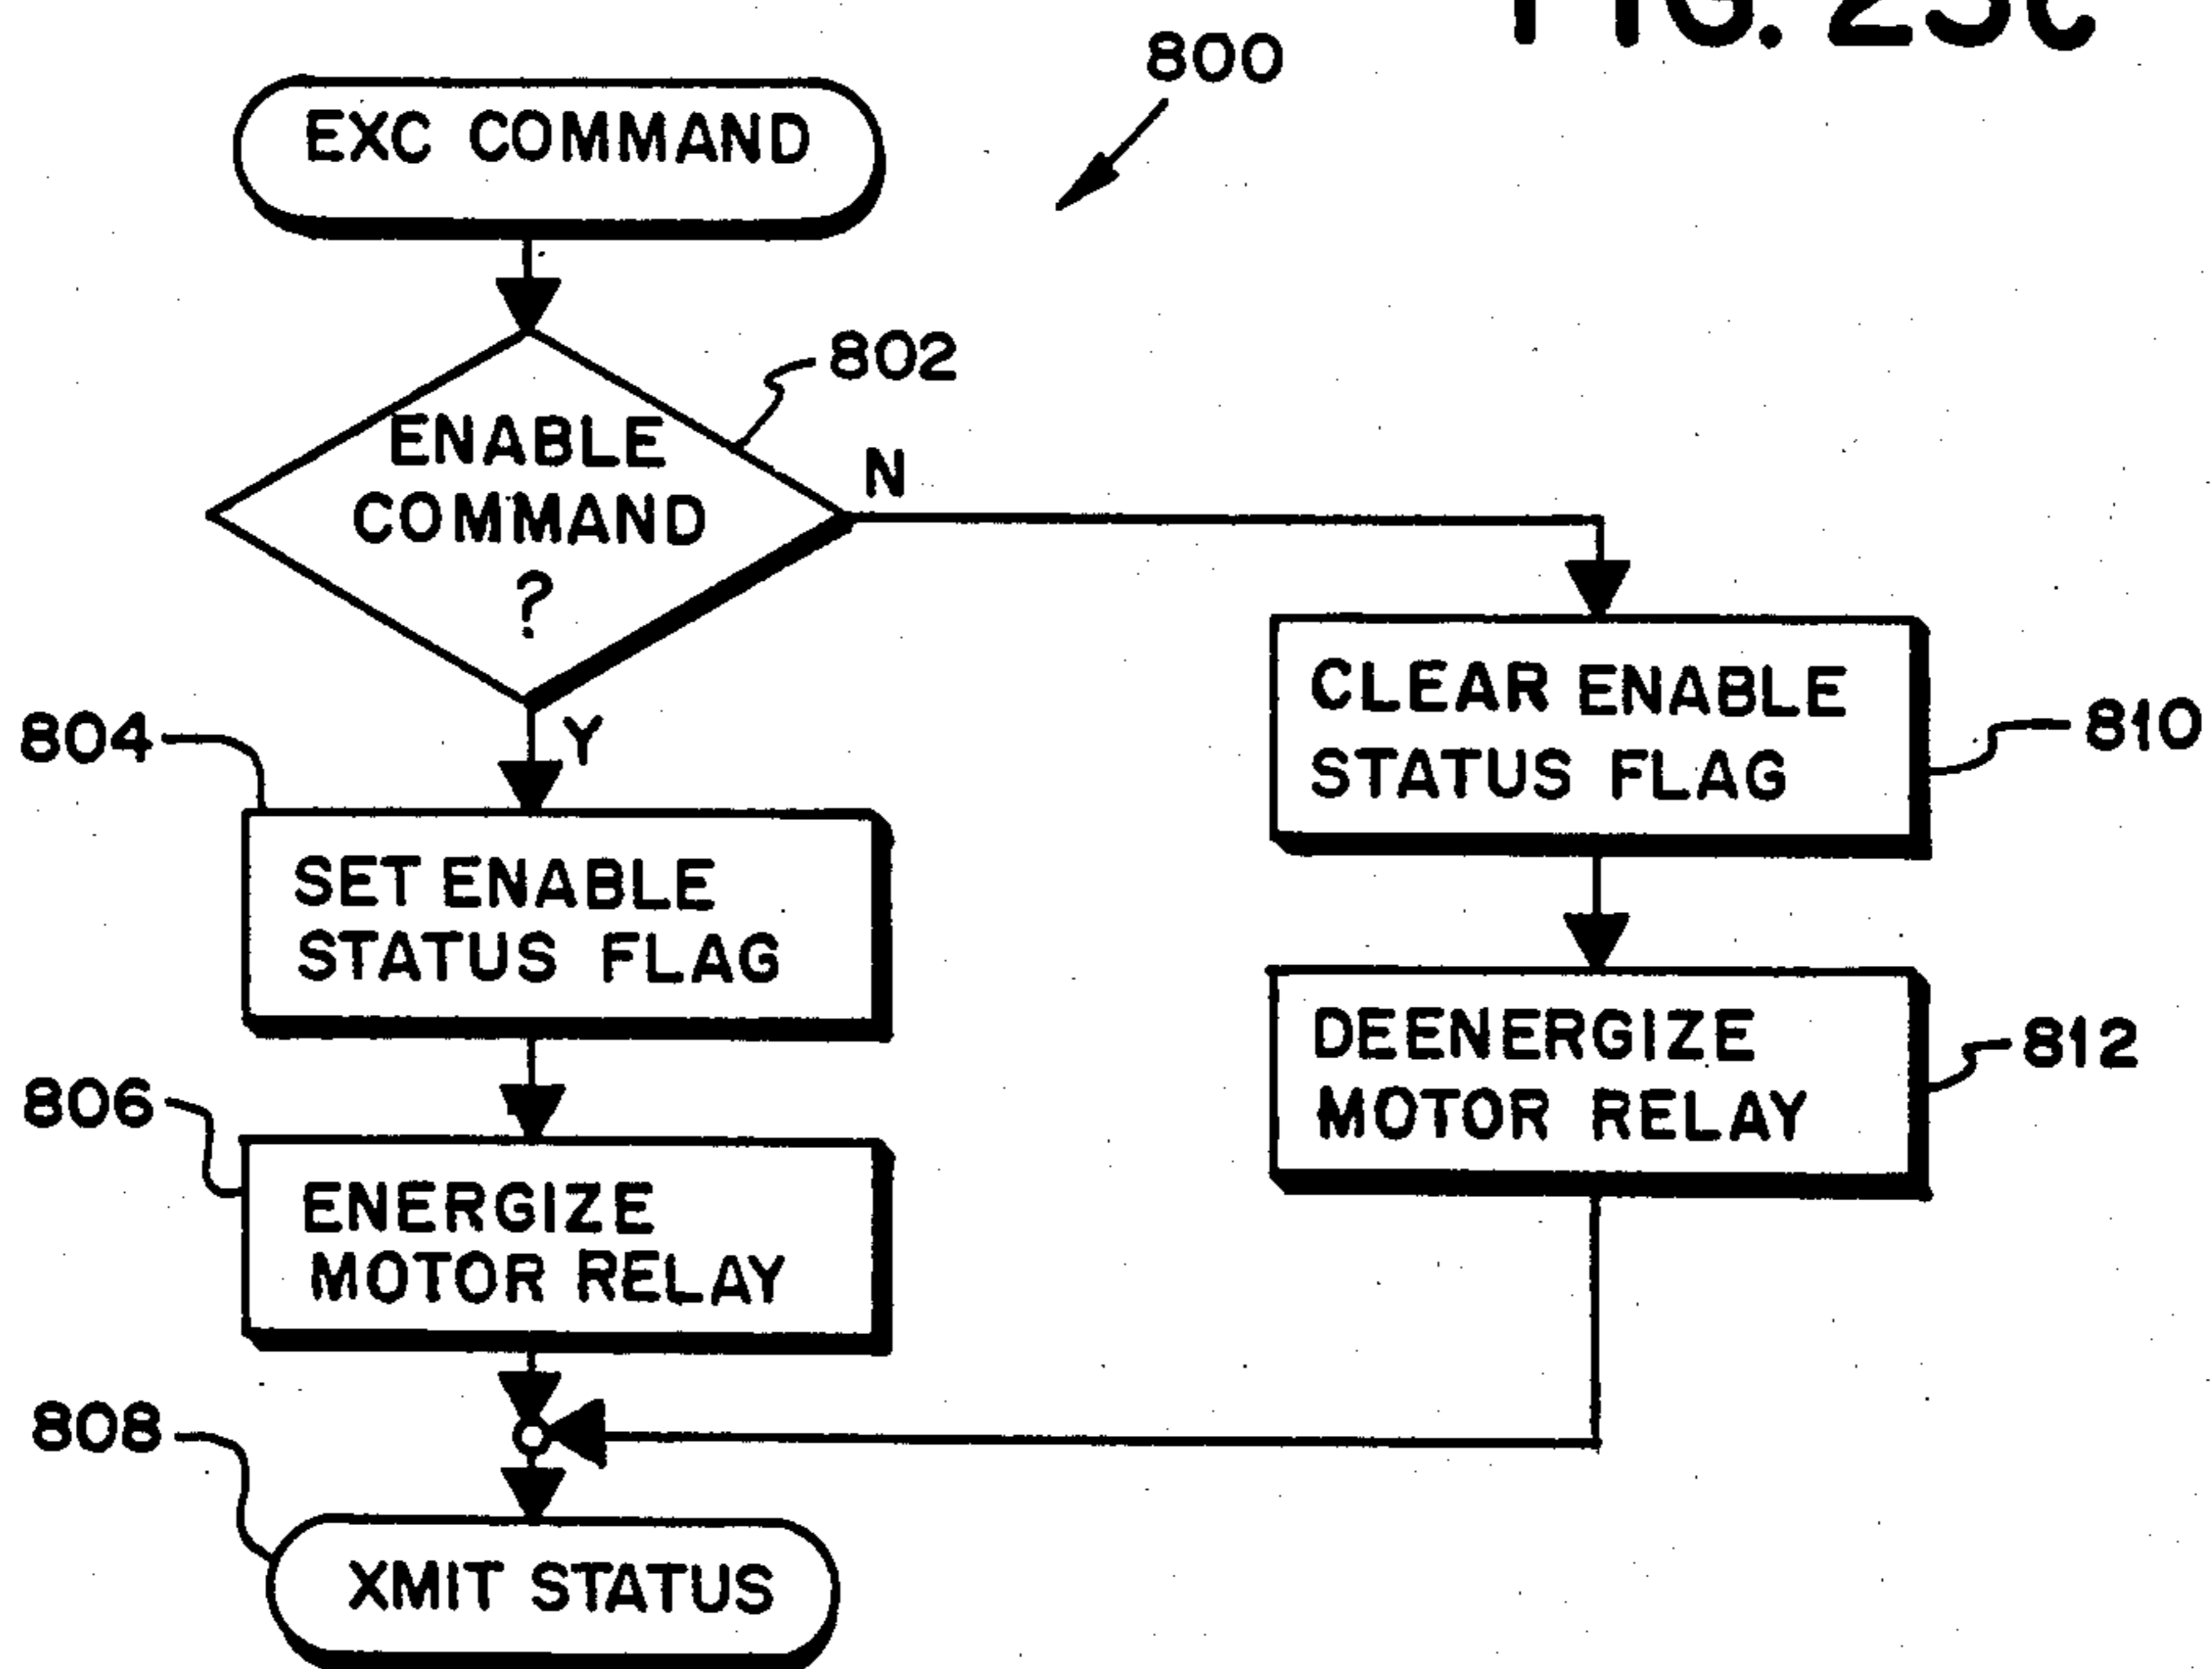 FIG. 23C
800
EXC COMMAND
802
ENABLE
COMMAND
?
N
Y
804
SET ENABLE
STATUS FLAG
806
ENERGIZE
MOTOR RELAY
808
XMIT STATUS
CLEAR ENABLE
STATUS FLAG
810
DEENERGIZE
MOTOR RELAY
812